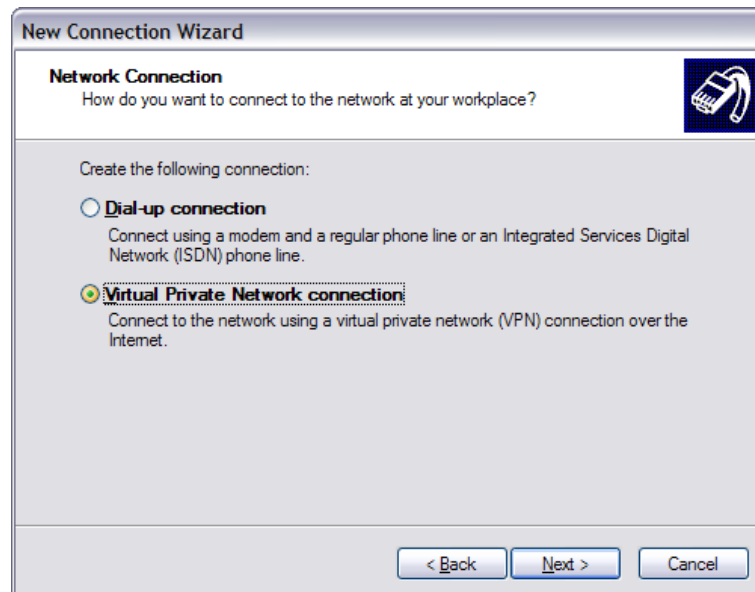 New Connection Wizard
Network Connection
How do you want to connect to the network at your workplace?
Create the following connection:
Dial-up connection
Connect using a modem and a regular phone line or an Integrated Services Digital
Network (ISDN) phone line.
Virtual Private Network connection
Connect to the network using a virtual private network (VPN) connection over the
Internet.
< Back
Next >
Cancel